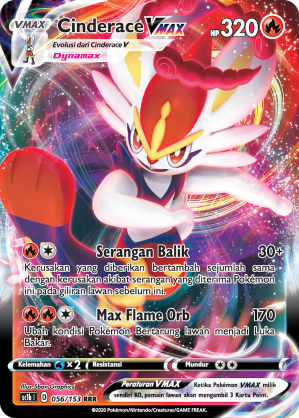 VMAX Cinderace VMAX HP 320
Evolusi dari Cinderace V
Dynamax
Serangan Balik 30+
Kerusakan yang diberikan bertambah sejumlah sama
dengan kerusakan akibat serangan yang diterima Pokémon
ini pada giliran lawan sebelum ini.
Max Flame Orb 170
Ubah kondisi Pokémon Bertarung lawan menjadi Luka
Bakar.
Kelemahan ×2 Resistansi Mundur
Illus. 5ban Graphics
sc1b I D 056/153 RRR
Peraturan VMAX Ketika Pokémon VMAX milik
sendiri KO, pemain lawan akan mengambil 3 Kartu Point.
©2020 Pokémon/Nintendo/Creatures/GAME FREAK.